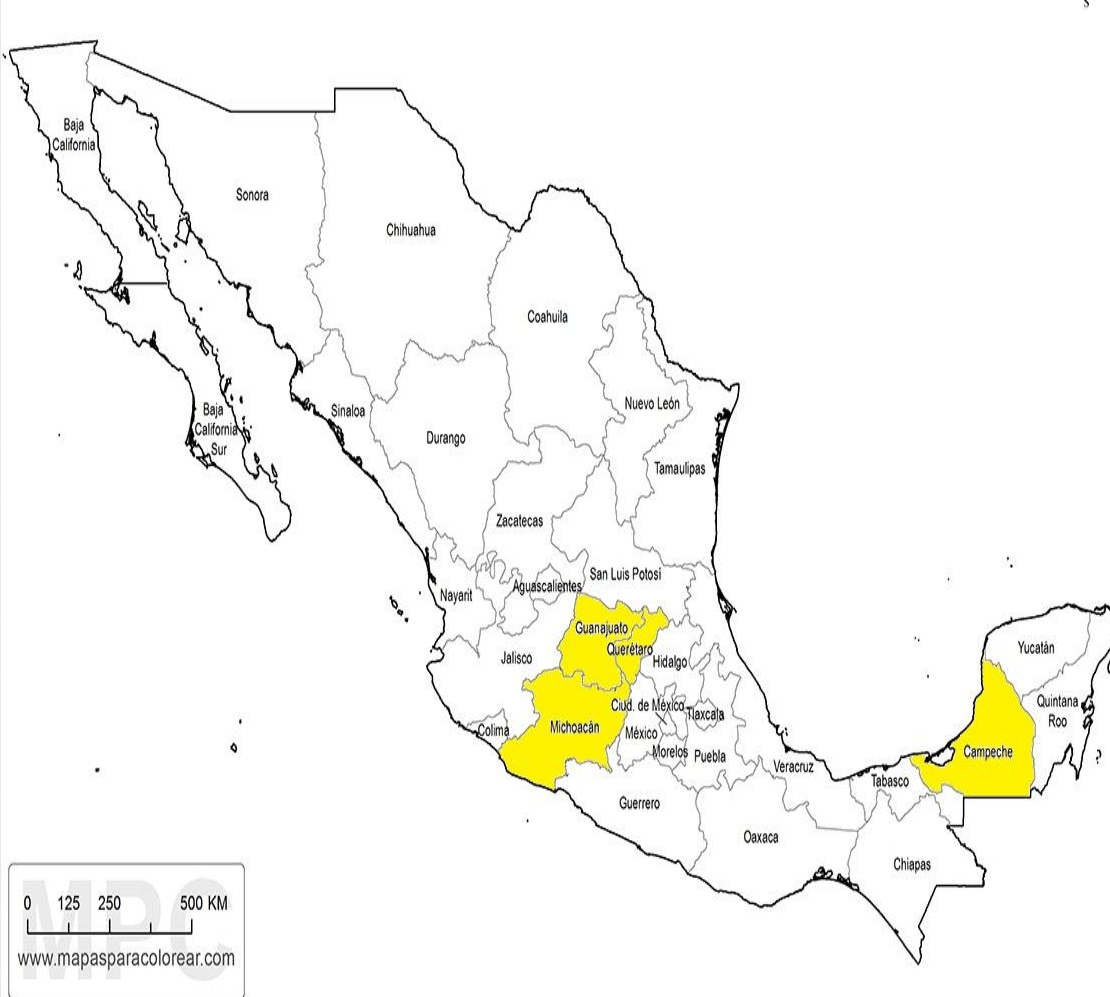 s
Baja
California
Sonora
Chihuahua
Coahuila
Nuevo León
Sinaloa
Baja
California
Sur
Durango
Tamaulipas
Zacatecas
San Luis Potosí
Aguascalientes
Nayarit
Guanajuato
Querétaro
Hidalgo
Jalisco
Yucatán
Quintana
Roo
Ciud. de México
Tlaxcala
Colima
Michoacán
México
Morelos
Puebla
Veracruz
Campeche
Tabasco
Guerrero
Oaxaca
Chiapas
MPC
0 125 250 500 KM
www.mapasparacolorear.com